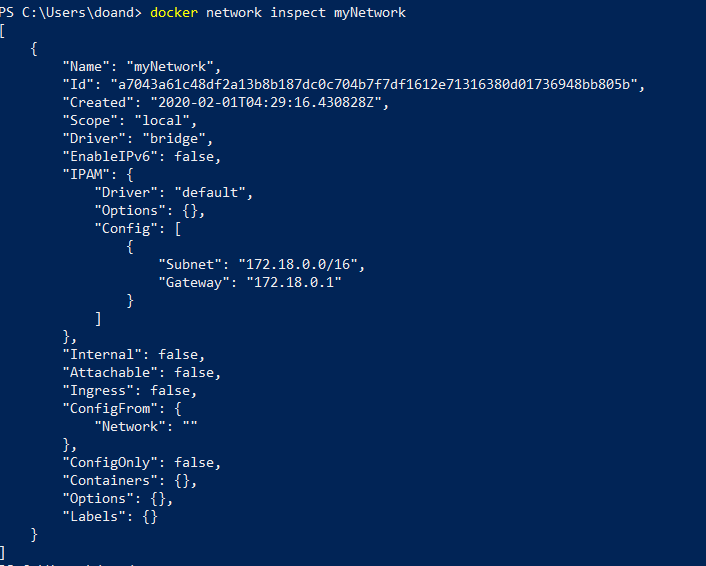 PS C:\Users\doand> docker network inspect myNetwork
[
    {
        "Name": "myNetwork",
        "Id": "a7043a61c48df2a13b8b187dc0c704b7f7df1612e71316380d01736948bb805b",
        "Created": "2020-02-01T04:29:16.430828Z",
        "Scope": "local",
        "Driver": "bridge",
        "EnableIPv6": false,
        "IPAM": {
            "Driver": "default",
            "Options": {},
            "Config": [
                {
                    "Subnet": "172.18.0.0/16",
                    "Gateway": "172.18.0.1"
                }
            ]
        },
        "Internal": false,
        "Attachable": false,
        "Ingress": false,
        "ConfigFrom": {
            "Network": ""
        },
        "ConfigOnly": false,
        "Containers": {},
        "Options": {},
        "Labels": {}
    }
]